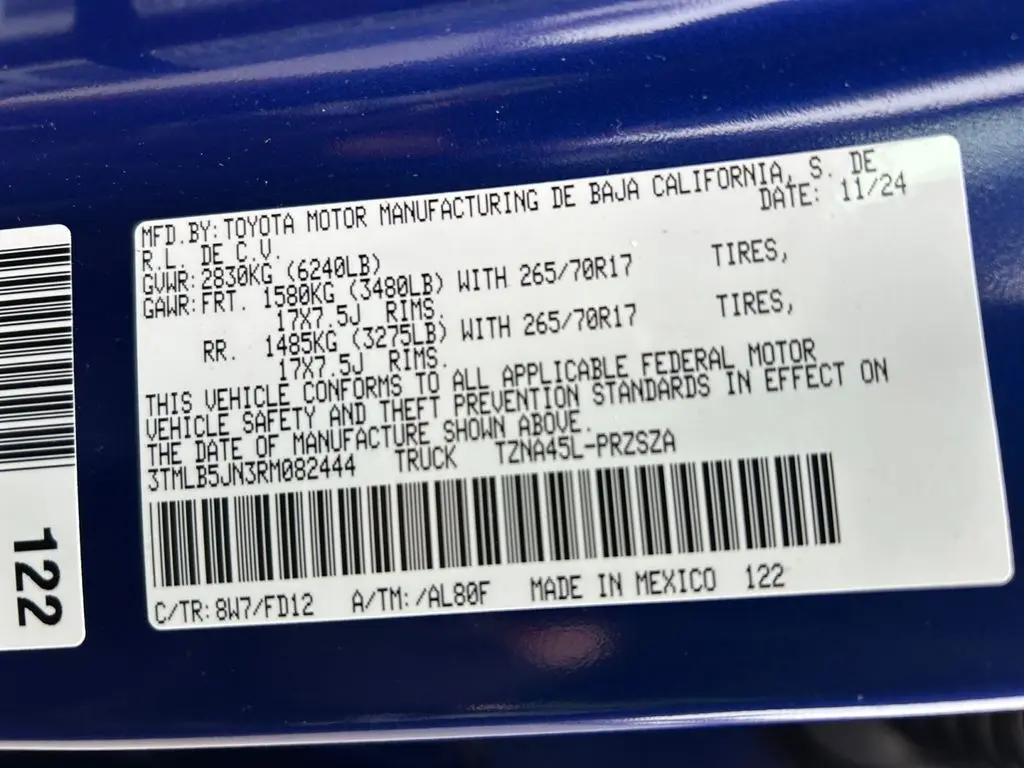 MFD.BY:TOYOTA MOTOR MANUFACTURING DE BAJA CALIFORNIA, S. DE
R.L. DE C.V. DATE: 11/24
GVWR:2830KG (6240LB)
GAWR:FRT. 1580KG (3480LB) WITH 265/70R17 TIRES,
17X7.5J RIMS.
RR. 1485KG (3275LB) WITH 265/70R17 TIRES,
17X7.5J RIMS.
THIS VEHICLE CONFORMS TO ALL APPLICABLE FEDERAL MOTOR
VEHICLE SAFETY AND THEFT PREVENTION STANDARDS IN EFFECT ON
THE DATE OF MANUFACTURE SHOWN ABOVE.
3TMLB5JN3RM082444 TRUCK TZNA45L-PRZSZA
C/TR:8W7/FD12 A/TM:/AL80F MADE IN MEXICO 122
122